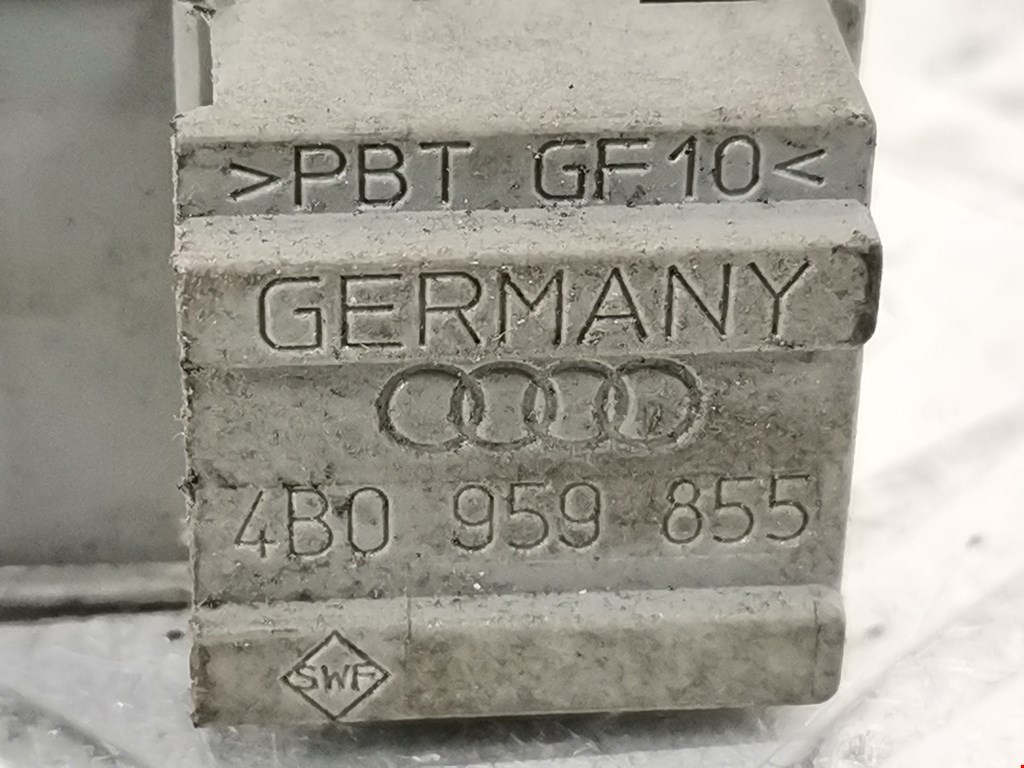 >PBT GF10<
GERMANY
4B0 959 855
SWF